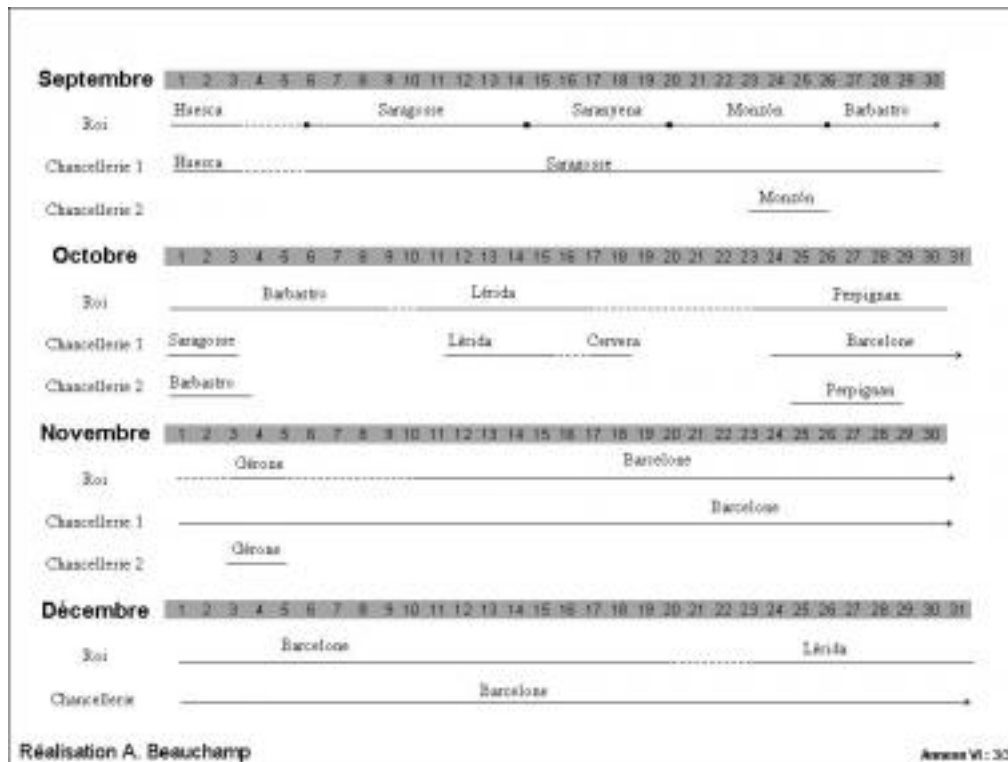 Septembre 1 2 3 4 5 6 7 8 9 10 11 12 13 14 15 16 17 18 19 20 21 22 23 24 25 26 27 28 29 30
Roi Huesca Saragosse Saranyena Monzón Barbastro
Chancellerie 1 Huesca Saragosse
Chancellerie 2 Monzón
Octobre 1 2 3 4 5 6 7 8 9 10 11 12 13 14 15 16 17 18 19 20 21 22 23 24 25 26 27 28 29 30 31
Roi Barbastro Lérida Perpignan
Chancellerie 1 Saragosse Lérida Cervera Barcelone
Chancellerie 2 Barbastro Perpignan
Novembre 1 2 3 4 5 6 7 8 9 10 11 12 13 14 15 16 17 18 19 20 21 22 23 24 25 26 27 28 29 30
Roi Gérone Barcelone
Chancellerie 1 Barcelone
Chancellerie 2 Gérone
Décembre 1 2 3 4 5 6 7 8 9 10 11 12 13 14 15 16 17 18 19 20 21 22 23 24 25 26 27 28 29 30 31
Roi Barcelone Lérida
Chancellerie Barcelone
Réalisation A. Beauchamp Annexe VI : 30